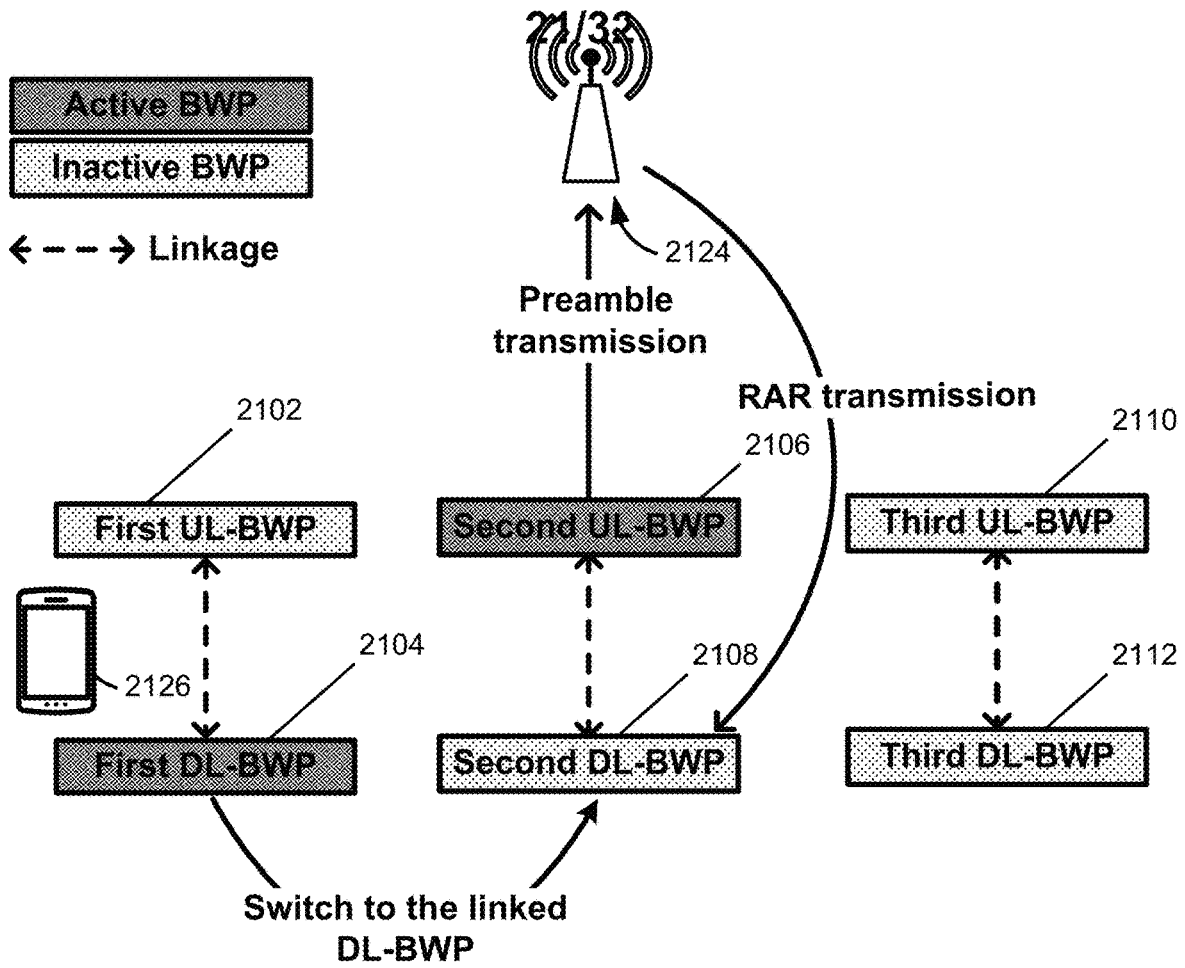 21/32
Active BWP
Inactive BWP
Linkage
2124
Preamble
transmission
RAR transmission
2102
2106
2110
First UL-BWP
Second UL-BWP
Third UL-BWP
2126
2104
2108
2112
First DL-BWP
Second DL-BWP
Third DL-BWP
Switch to the linked
DL-BWP